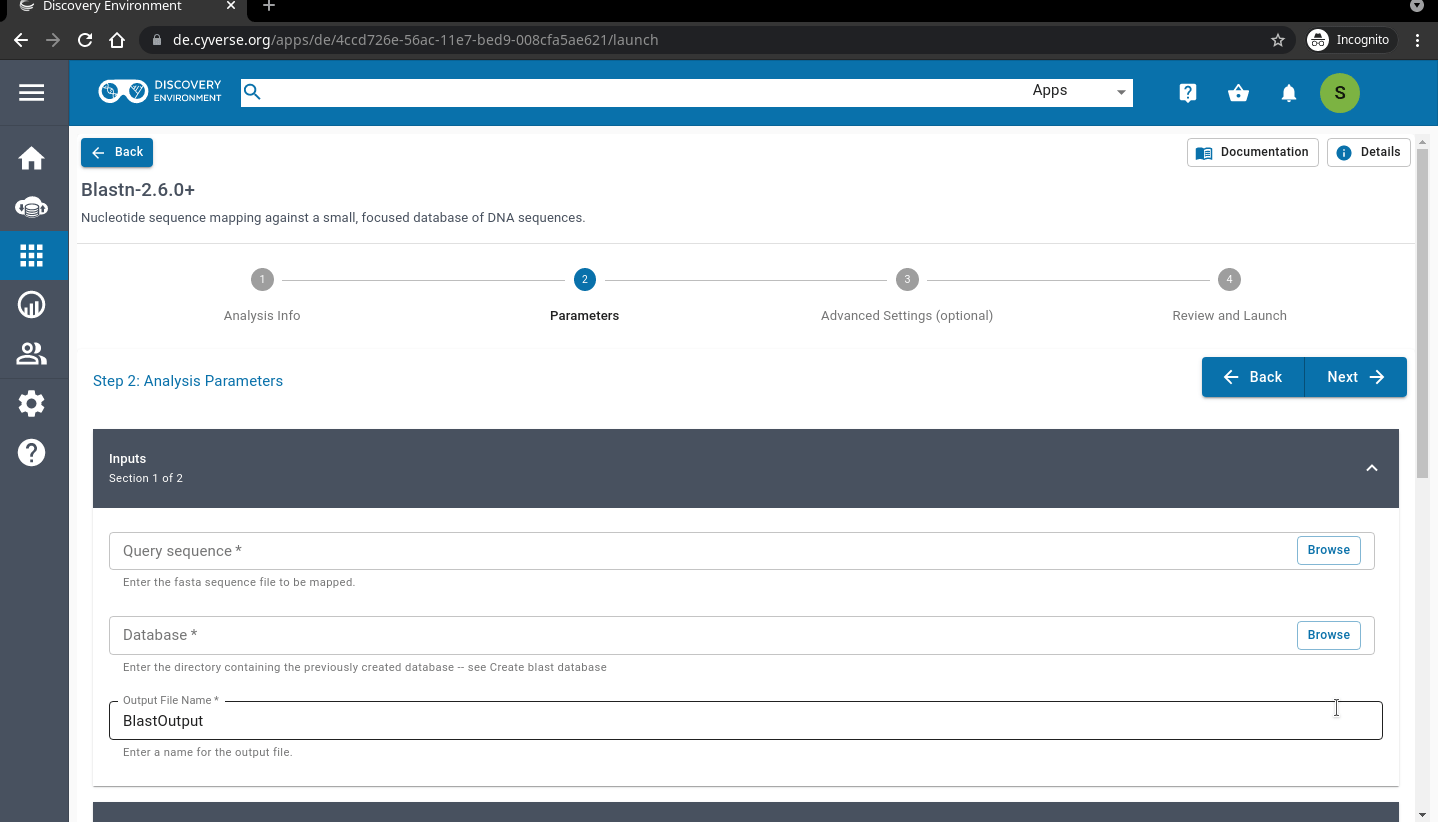 Discovery Environment
de.cyverse.org/apps/de/4ccd726e-56ac-11e7-bed9-008cfa5ae621/launch
Incognito
DISCOVERY
ENVIRONMENT
Apps
S
Back
Documentation
Details
Blastn-2.6.0+
Nucleotide sequence mapping against a small, focused database of DNA sequences.
1
2
3
4
Analysis Info
Parameters
Advanced Settings (optional)
Review and Launch
Step 2: Analysis Parameters
Back
Next
Inputs
Section 1 of 2
Query sequence *
Browse
Enter the fasta sequence file to be mapped.
Database *
Browse
Enter the directory containing the previously created database -- see Create blast database
Output File Name *
BlastOutput
Enter a name for the output file.